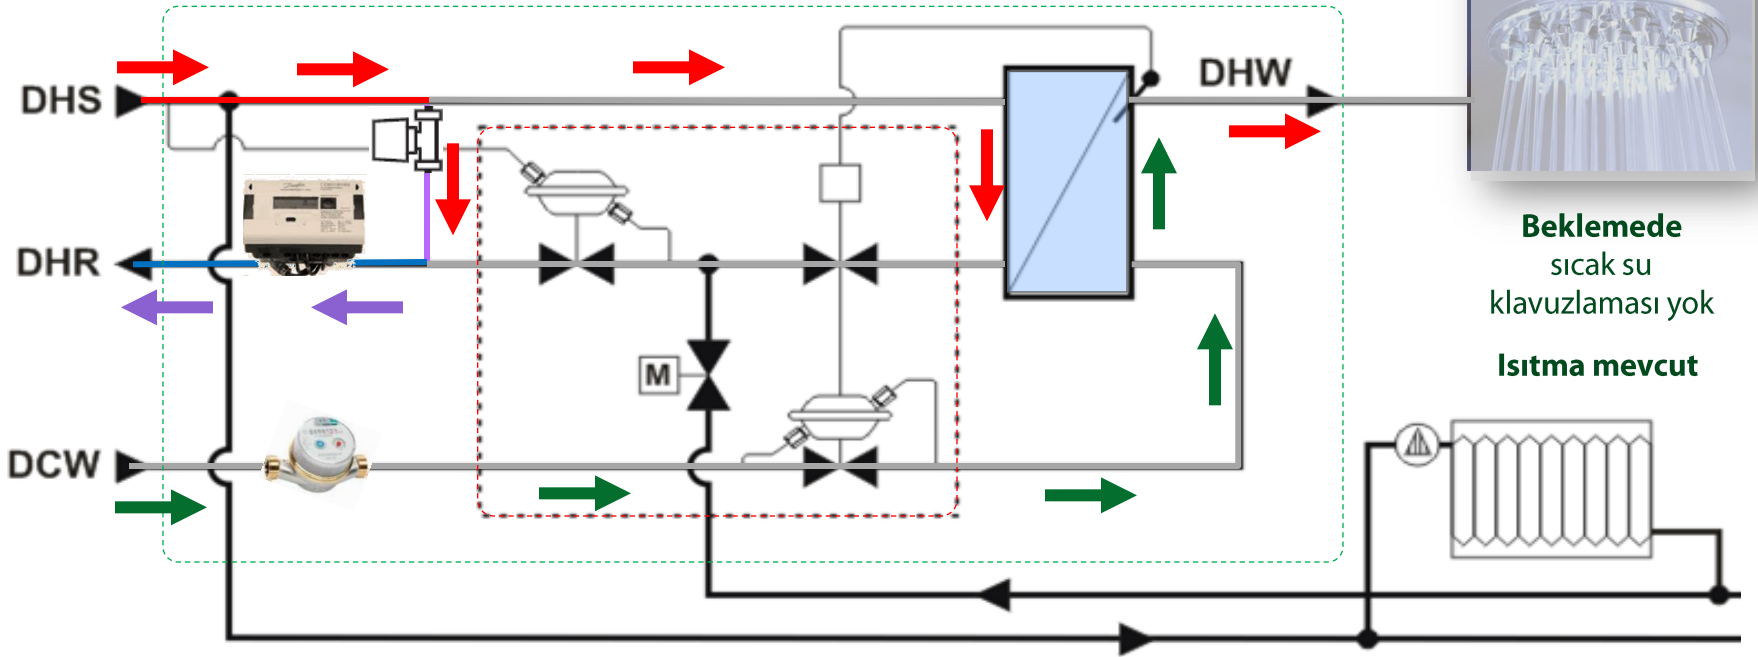 DHS
DHW
DHR
M
DCW
Beklemede
sıcak su
klavuzlaması yok
Isıtma mevcut